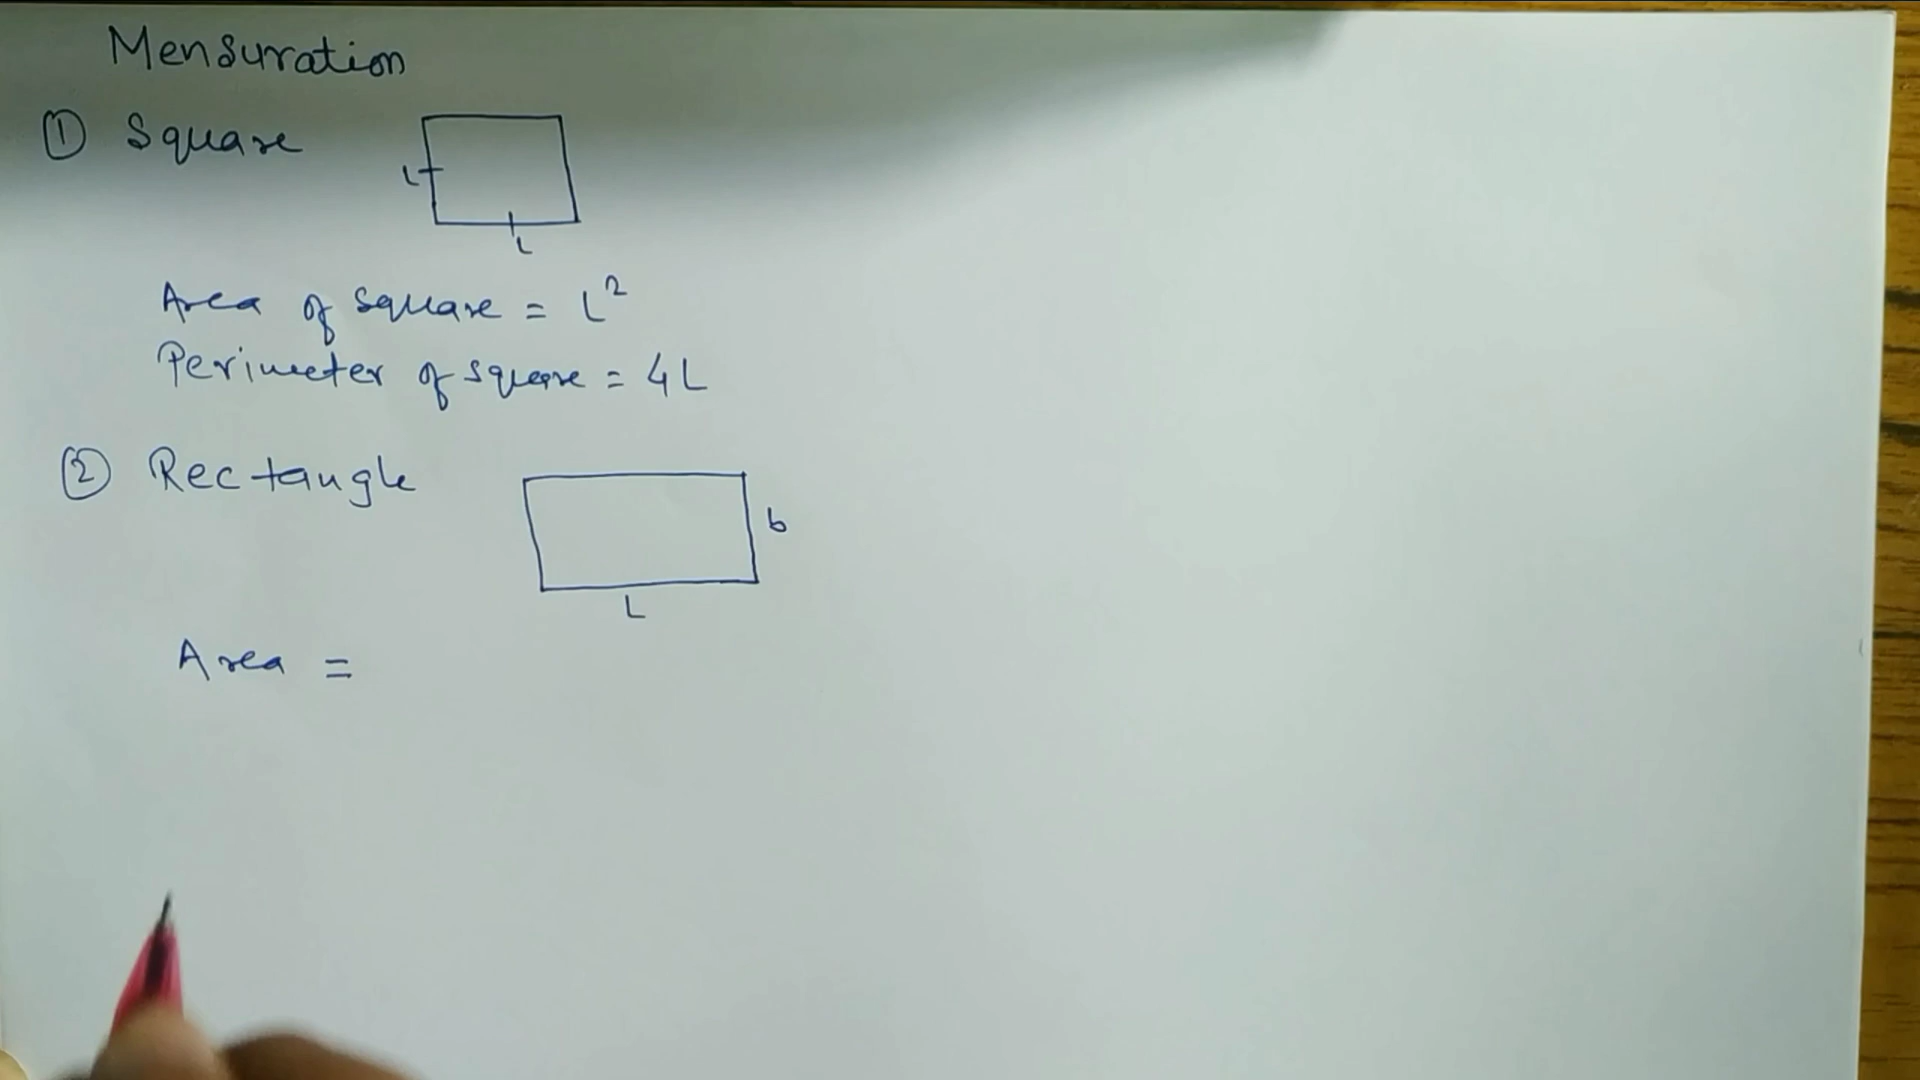 Mensuration
① Square
L
L
Area of square = L²
Perimeter of square = 4L
② Rectangle
b
L
Area =